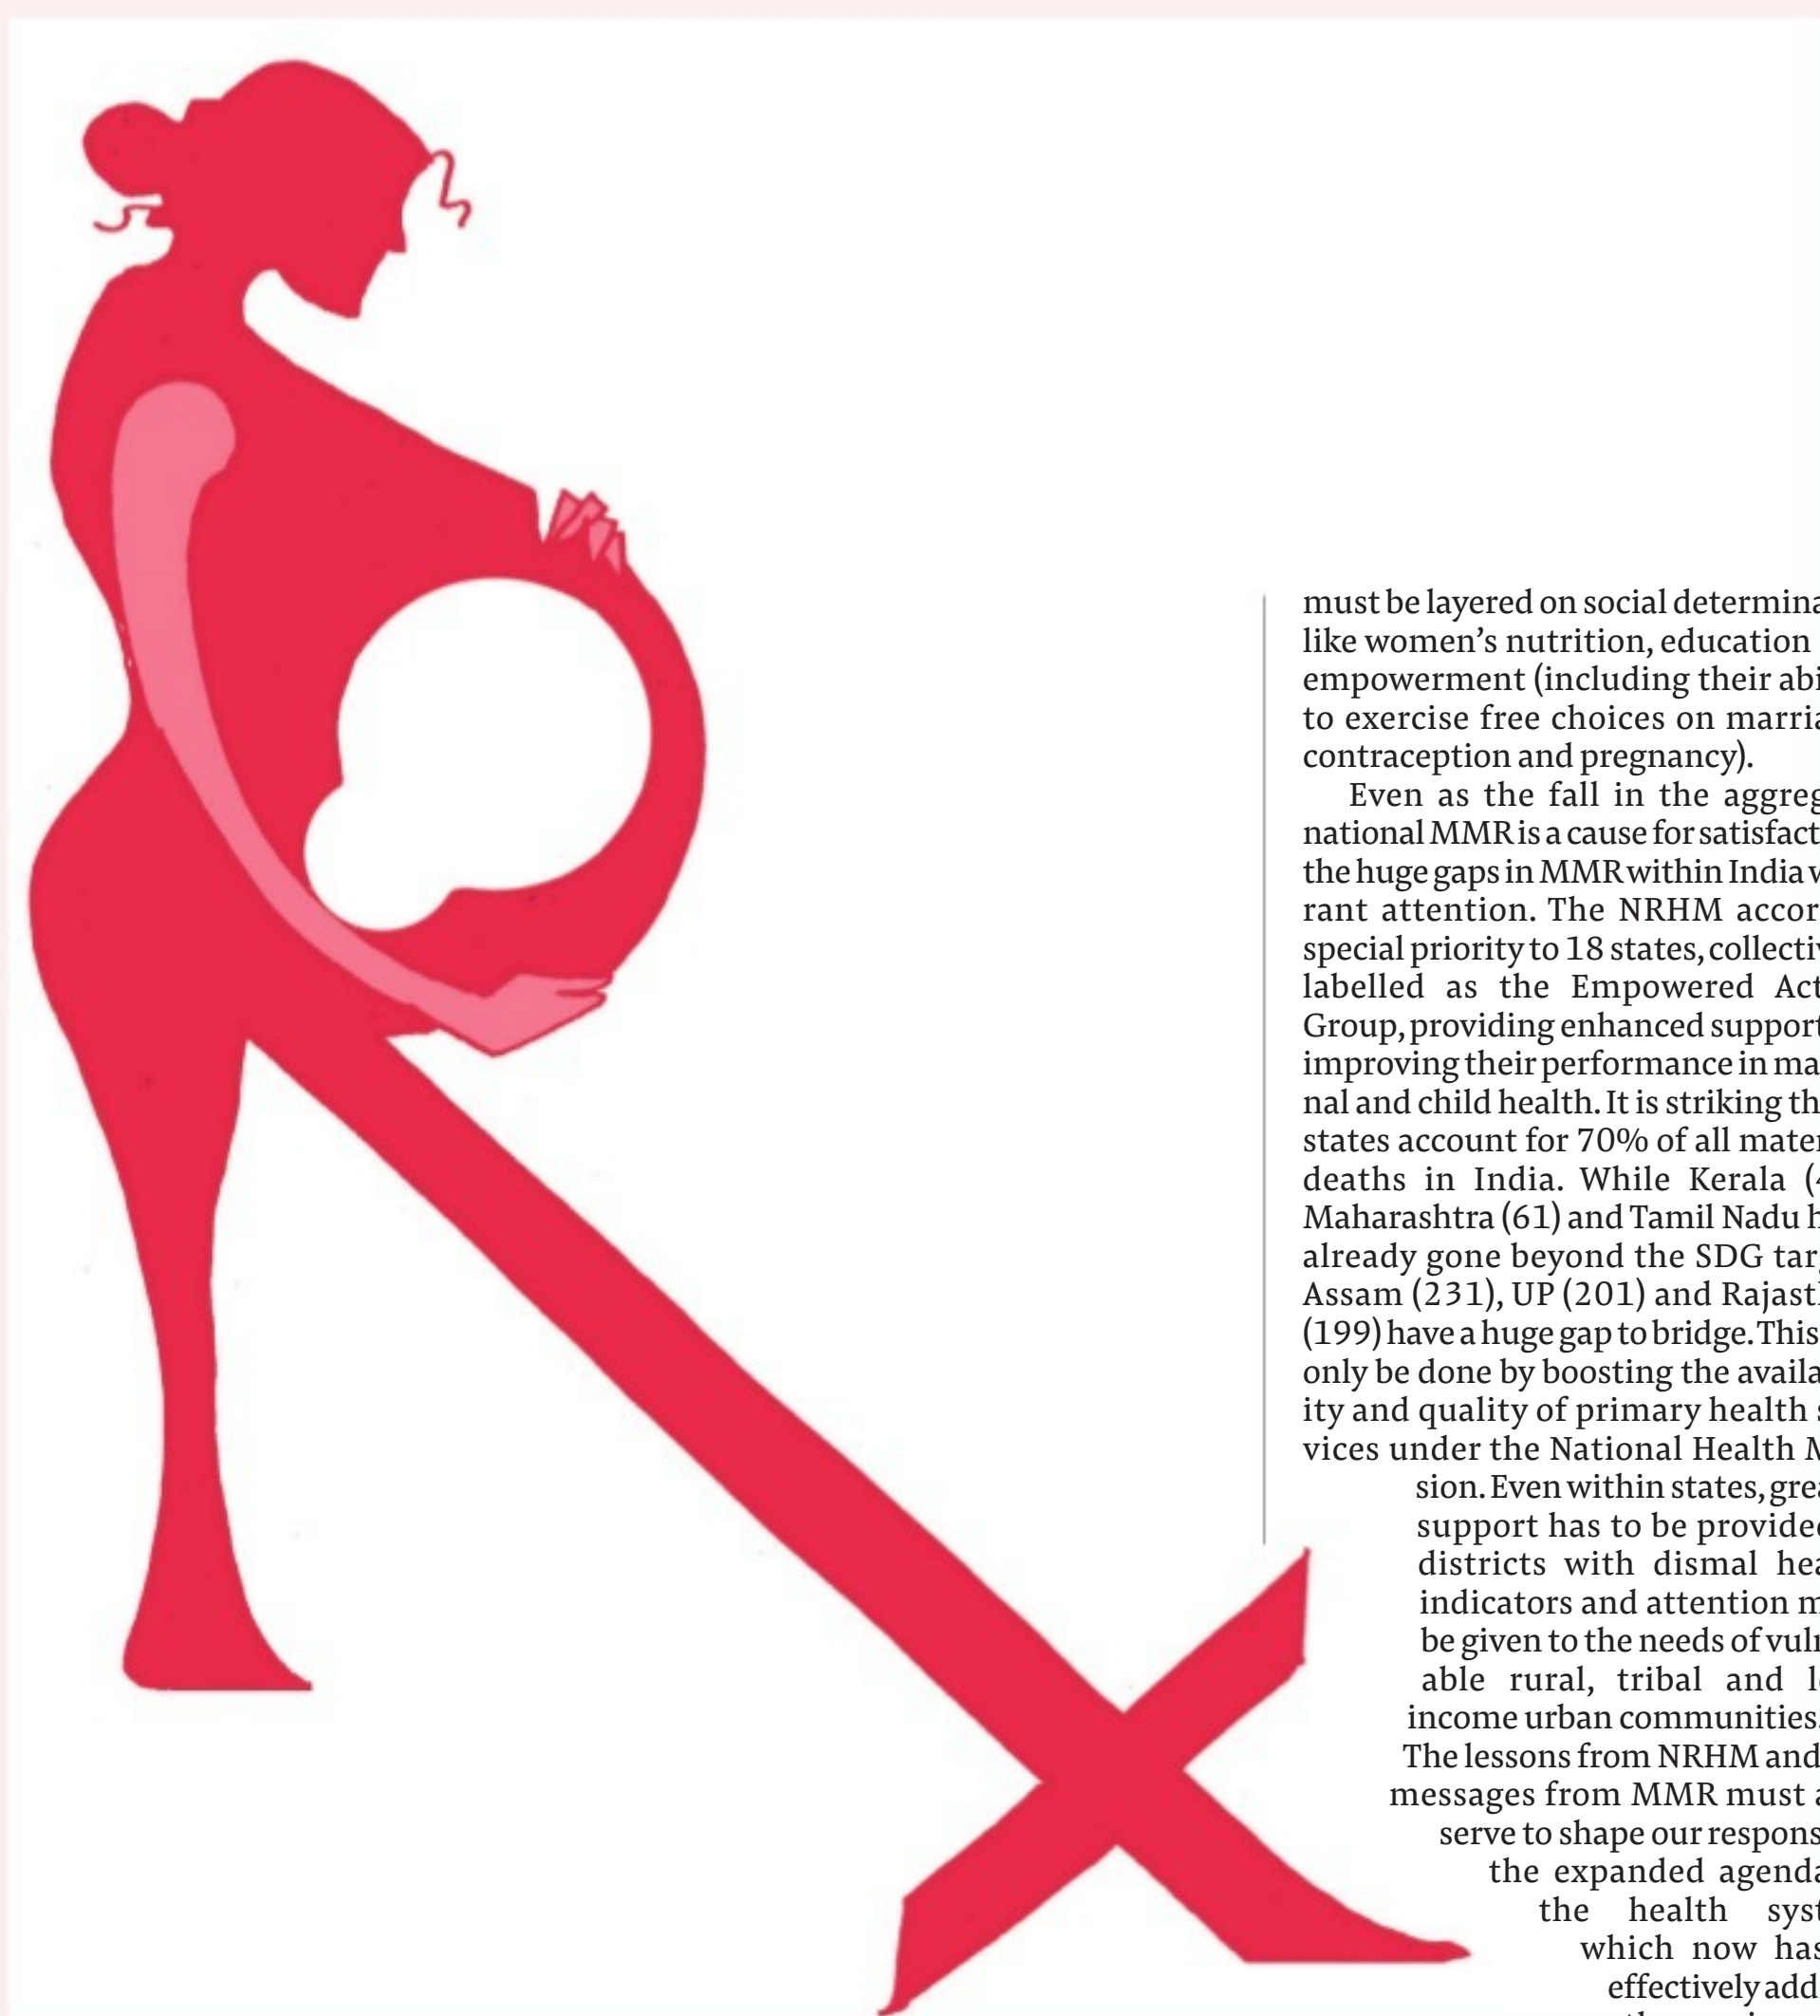 must be layered on social determina
like women's nutrition, education
empowerment (including their abi
to exercise free choices on marria
contraception and pregnancy).
Even as the fall in the aggreg
national MMR is a cause for satisfact
the huge gaps in MMR within India w
rant attention. The NRHM accor
special priority to 18 states, collectiv
labelled as the Empowered Act
Group, providing enhanced support
improving their performance in ma
nal and child health. It is striking th
states account for 70% of all mater
deaths in India. While Kerala (4
Maharashtra (61) and Tamil Nadu h
already gone beyond the SDG targ
Assam (231), UP (201) and Rajasth
(199) have a huge gap to bridge. This
only be done by boosting the availa
ity and quality of primary health s
vices under the National Health M
sion. Even within states, grea
support has to be provided
districts with dismal hea
indicators and attention m
be given to the needs of vuln
able rural, tribal and lo
income urban communities.
The lessons from NRHM and
messages from MMR must a
serve to shape our respons
the expanded agenda
the health syst
which now has
effectively add